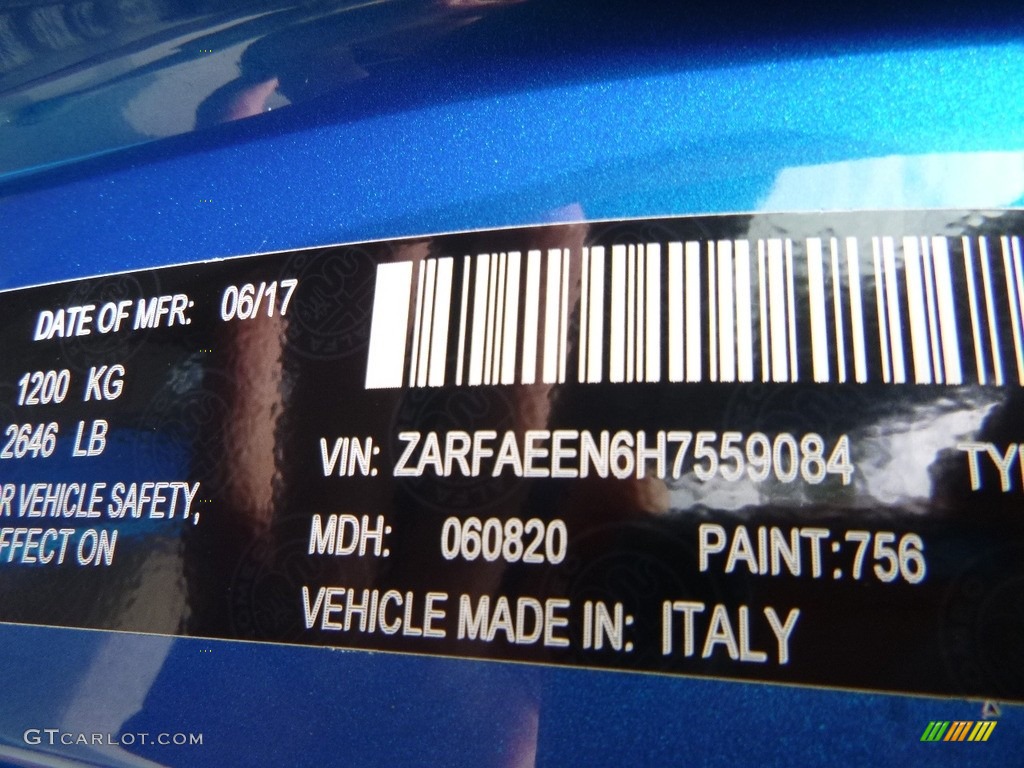 DATE OF MFR: 06/17
1200 KG
2646 LB
VIN: ZARFAEEN6H7559084
OR VEHICLE SAFETY,
FFECT ON
MDH: 060820 PAINT:756
VEHICLE MADE IN: ITALY
GTCARLOT.COM